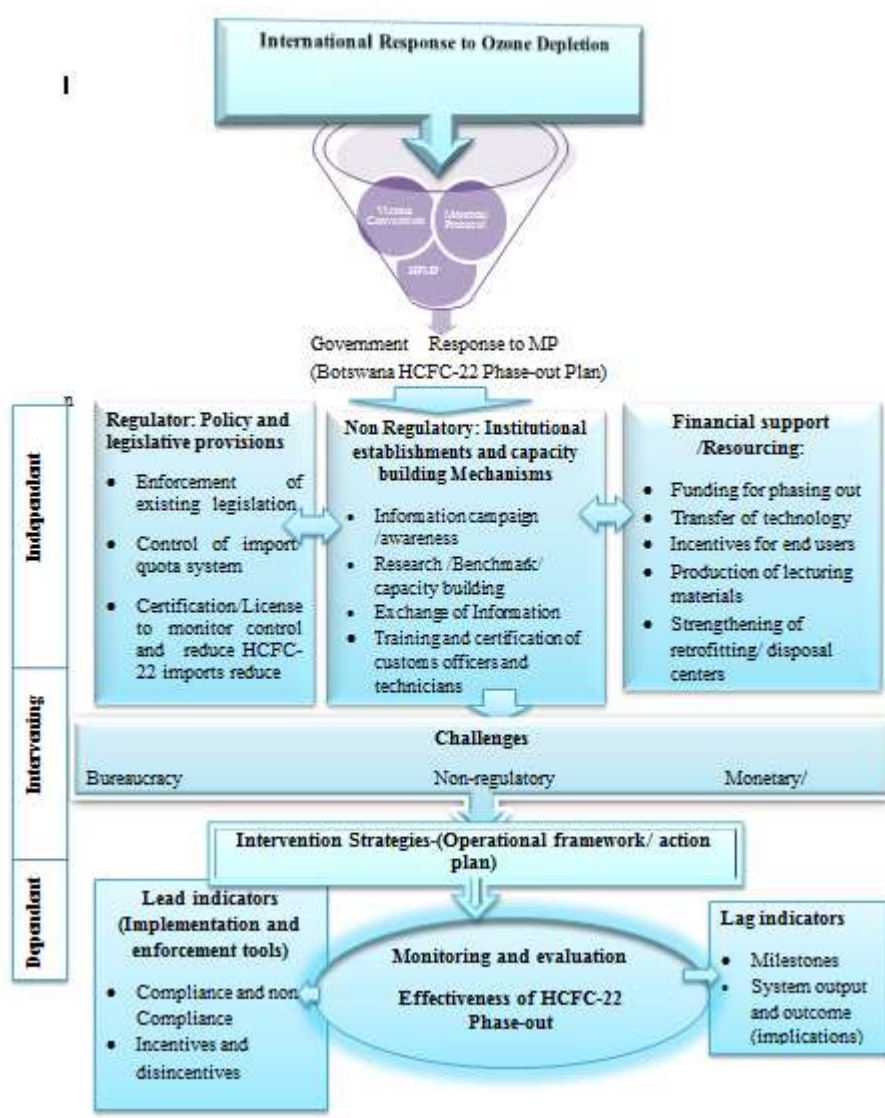 International Response to Ozone Depletion
I
Vienna
Convention
Montreal
Protocol
HPMP
Government Response to MP
(Botswana HCFC-22 Phase-out Plan)
n
Independent
Regulator: Policy and
legislative provisions
● Enforcement of
existing legislation
● Control of import
quota system
● Certification/License
to monitor control
and reduce HCFC-
22 imports reduce
Non Regulatory: Institutional
establishments and capacity
building Mechanisms
• Information campaign
/awareness
• Research /Benchmark/
capacity building
• Exchange of Information
• Training and certification of
customs officers and
technicians
Financial support
/Resourcing:
● Funding for phasing out
● Transfer of technology
● Incentives for end users
● Production of lecturing
materials
● Strengthening of
retrofitting/ disposal
centers
Intervening
Challenges
Bureaucracy Non-regulatory Monetary/
Intervention Strategies-(Operational framework/ action
plan)
Dependent
Lead indicators
(Implementation and
enforcement tools)
● Compliance and non
Compliance
● Incentives and
disincentives
Monitoring and evaluation
Effectiveness of HCFC-22
Phase-out
Lag indicators
● Milestones
• System output
and outcome
(implications)